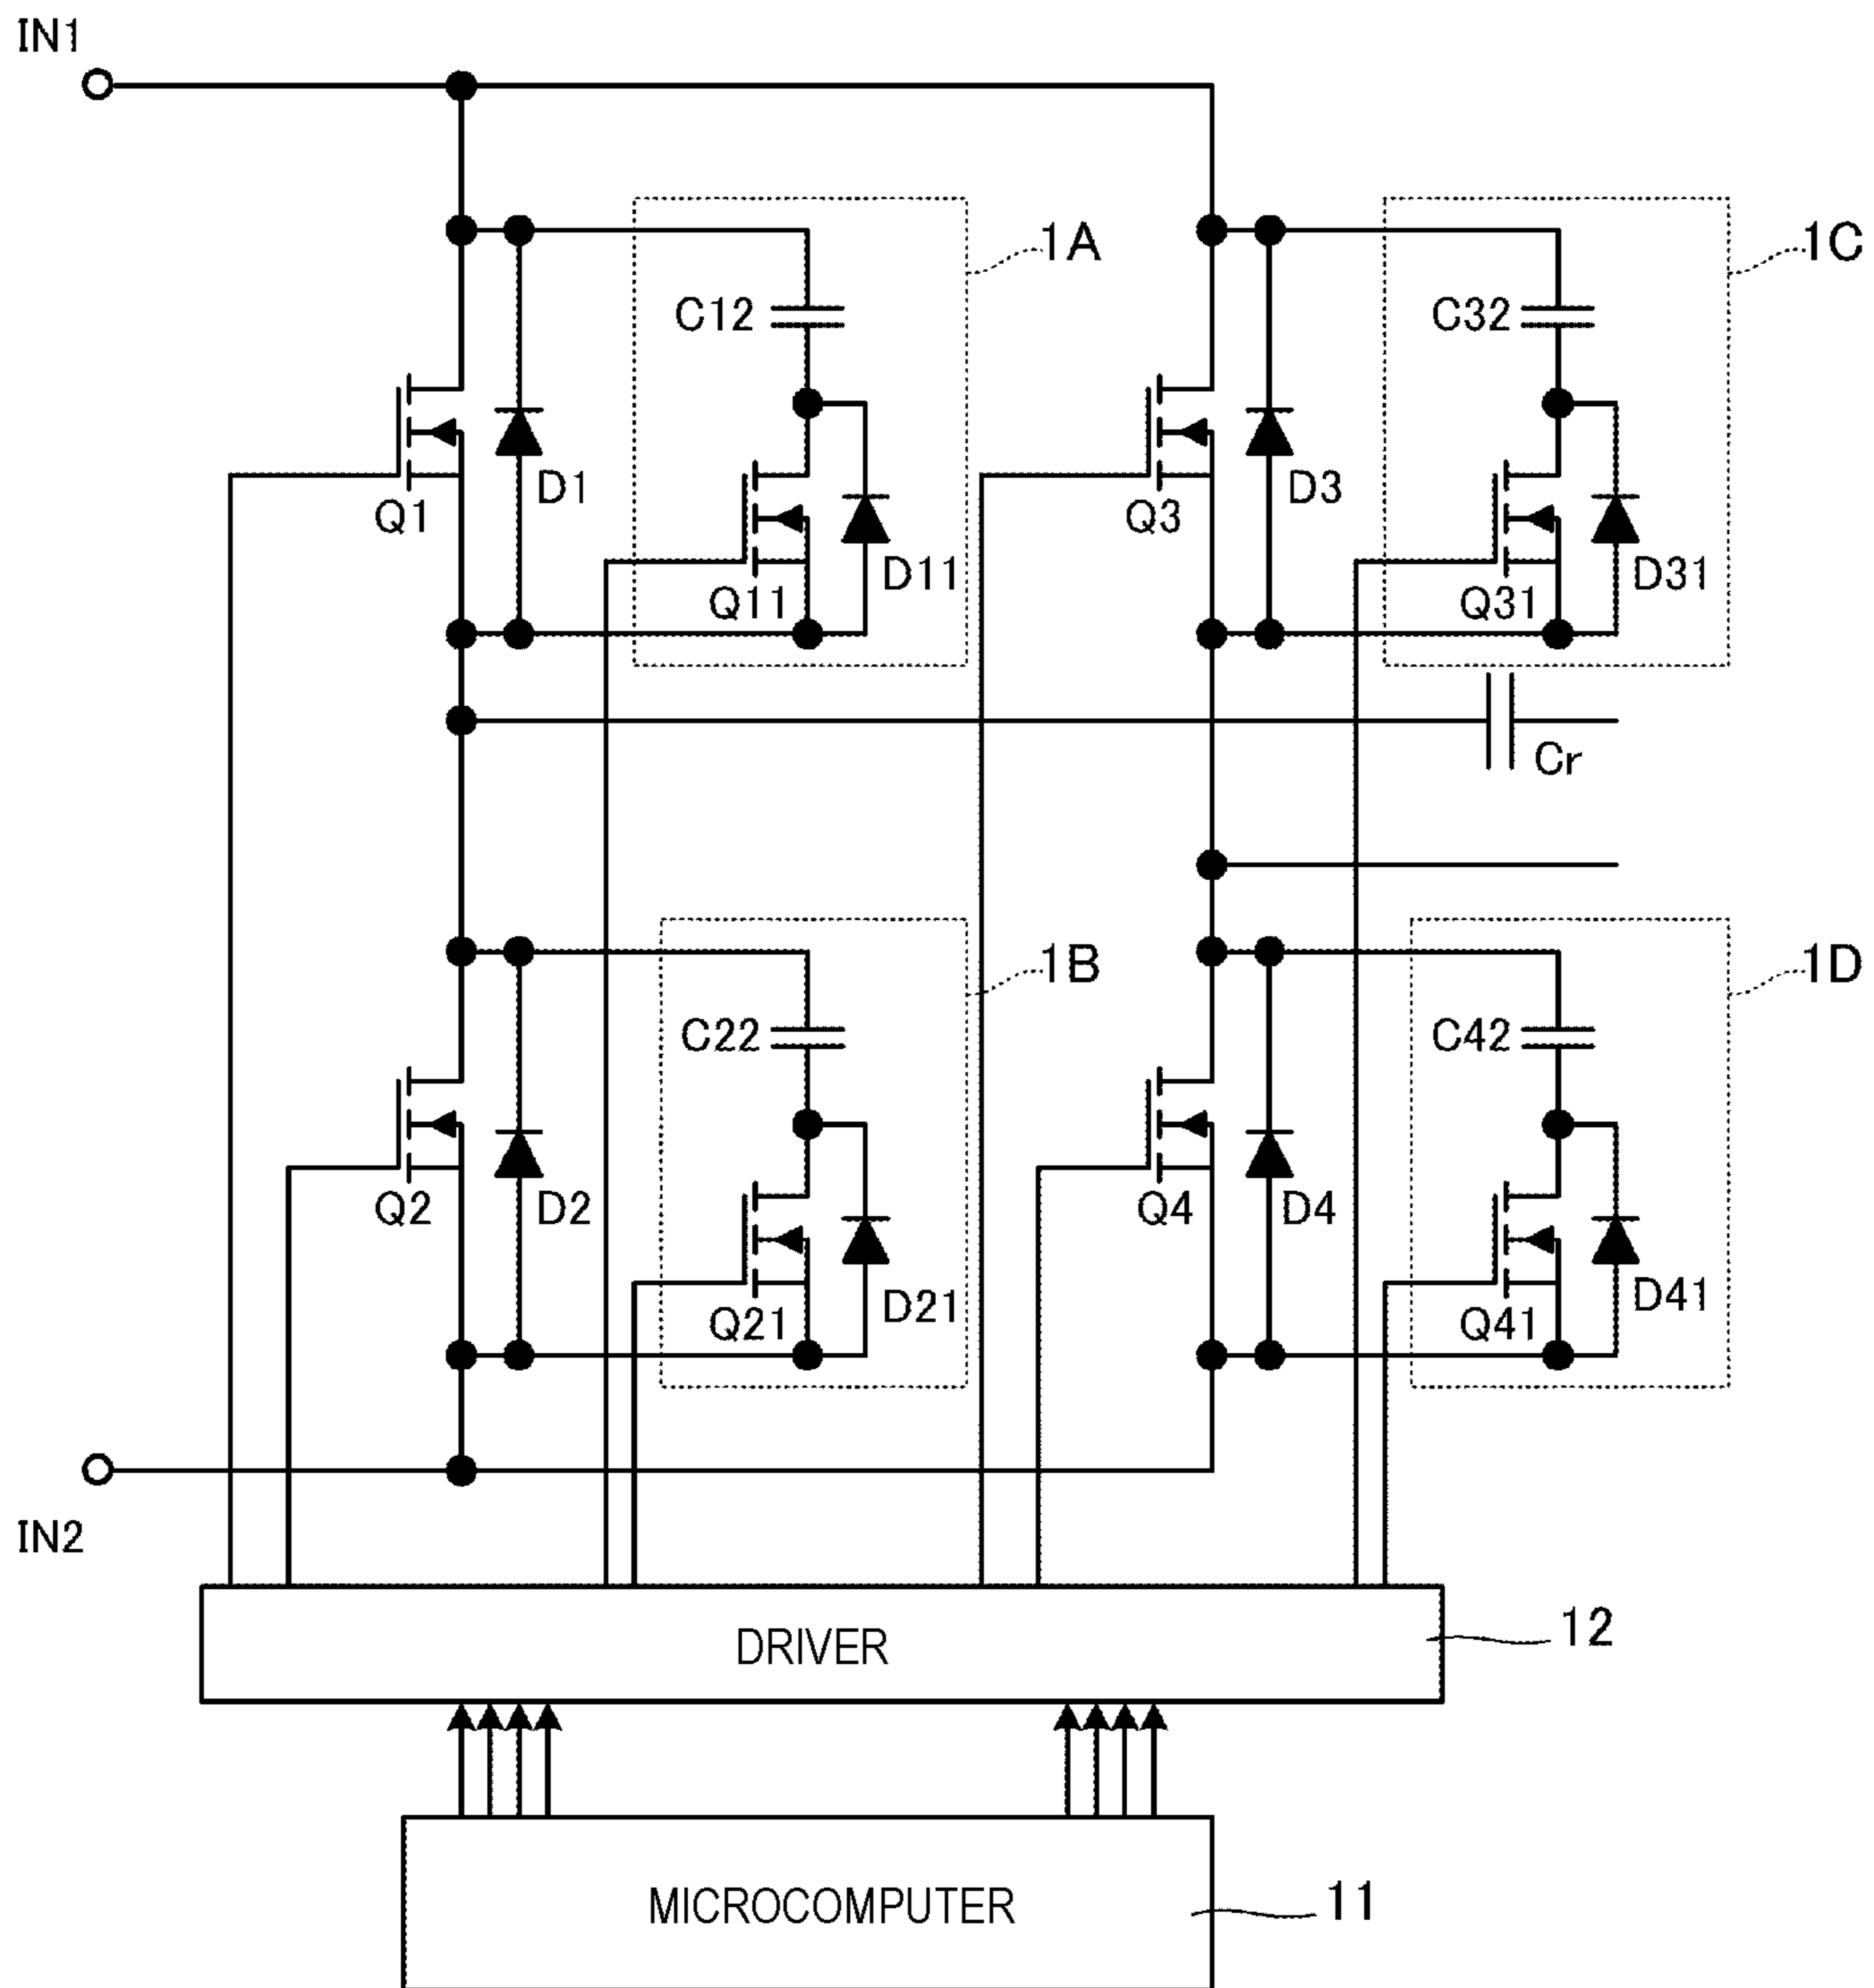 IN1
1A
1C
C12
C32
D1
D3
Q1
Q3
D11
D31
Q11
Q31
Cr
1B
1D
C22
C42
Q2
D2
Q4
D4
D21
D41
Q21
Q41
IN2
DRIVER
12
MICROCOMPUTER
11